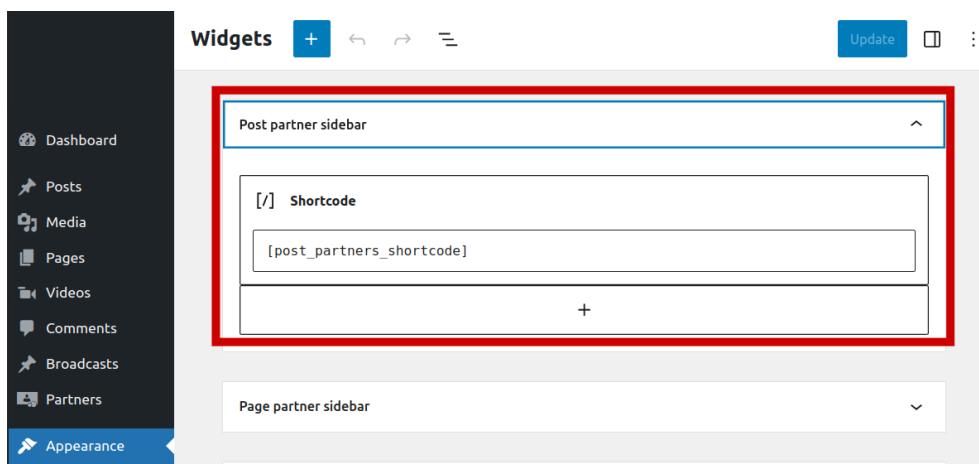 Widgets
+
Update
Post partner sidebar
Dashboard
Posts
[/] Shortcode
Media
[post_partners_shortcode]
Pages
Videos
+
Comments
Broadcasts
Partners
Page partner sidebar
Appearance